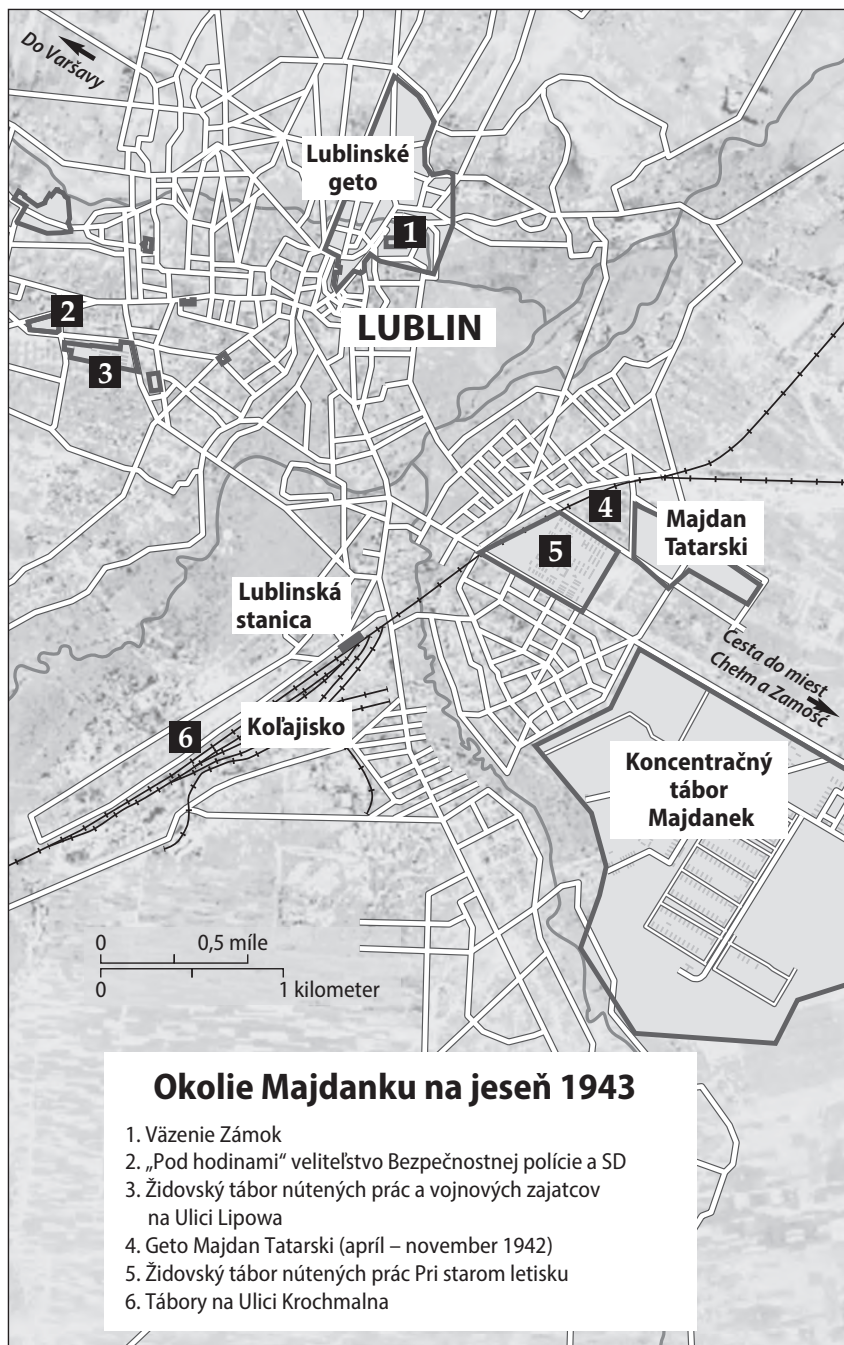 Do Varšavy
Lublinské
geto
1
2
LUBLIN
3
4
Majdan
Tatarski
5
Lublinská
stanica
Cesta do miest
Chełm a Zamość
Koľajisko
6
Koncentračný
tábor
Majdanek
0 0,5 míle
0 1 kilometer
Okolie Majdanku na jeseň 1943
1. Väzenie Zámok
2. „Pod hodinami“ veliteľstvo Bezpečnostnej polície a SD
3. Židovský tábor nútených prác a vojnových zajatcov
na Ulici Lipowa
4. Geto Majdan Tatarski (apríl – november 1942)
5. Židovský tábor nútených prác Pri starom letisku
6. Tábory na Ulici Krochmalna